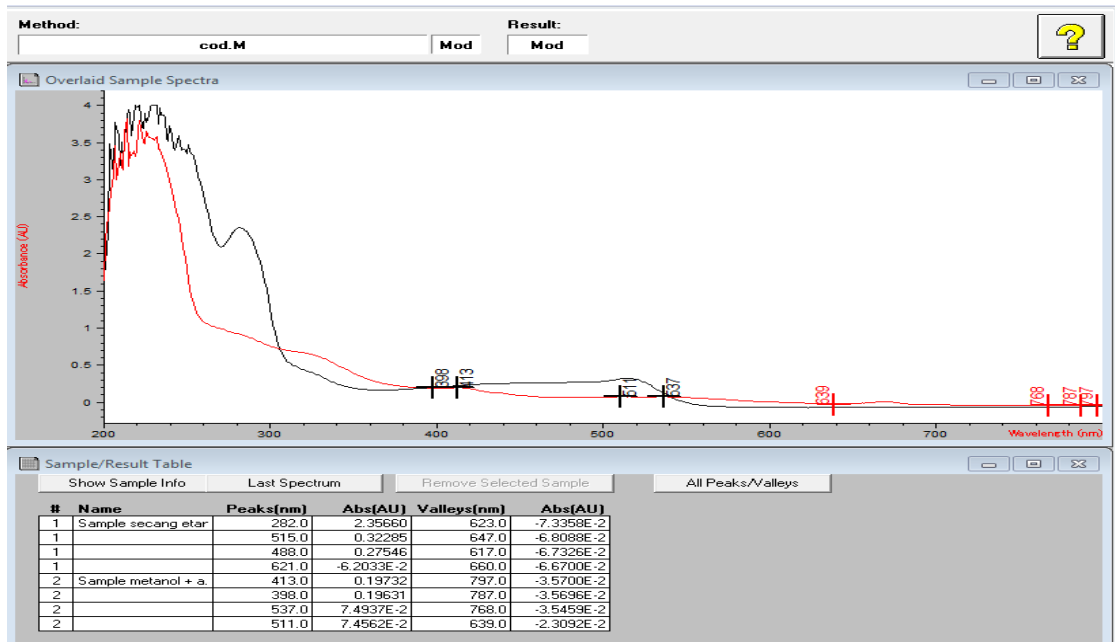 Method: Result:
cod.M Mod Mod
Overlaid Sample Spectra
Absorbance (AU)
4
3.5
3
2.5
2
1.5
1
0.5
0
398 413 511 537 639 768 787 797
200 300 400 500 600 700 Wavelength (nm)
Sample/Result Table
Show Sample Info Last Spectrum Remove Selected Sample All Peaks/Valleys
# Name Peaks(nm) Abs(AU) Valleys(nm) Abs(AU)
1 Sample secang etar 282.0 2.35660 623.0 -7.3358E-2
1 515.0 0.32285 647.0 -6.8088E-2
1 488.0 0.27546 617.0 -6.7326E-2
1 621.0 -6.2033E-2 660.0 -6.6700E-2
2 Sample metanol + a. 413.0 0.19732 797.0 -3.5700E-2
2 398.0 0.19631 787.0 -3.5696E-2
2 537.0 7.4937E-2 768.0 -3.5459E-2
2 511.0 7.4562E-2 639.0 -2.3092E-2